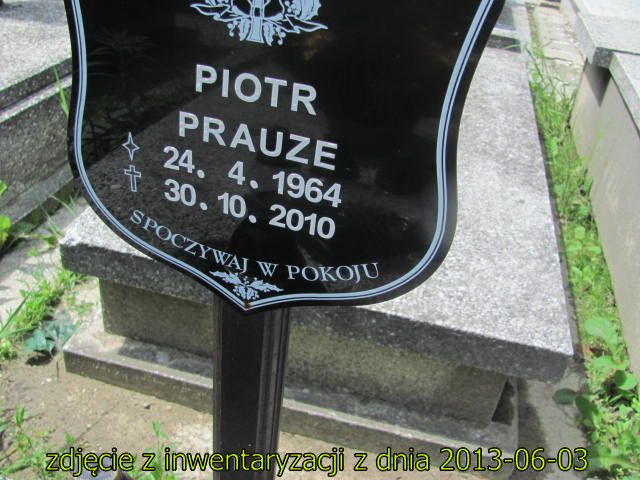 PIOTR
PRAUZE
24. 4. 1964
30. 10. 2010
SPOCZYWAJ W POKOJU
zdjęcie z inwentaryzacji z dnia 2013-06-03